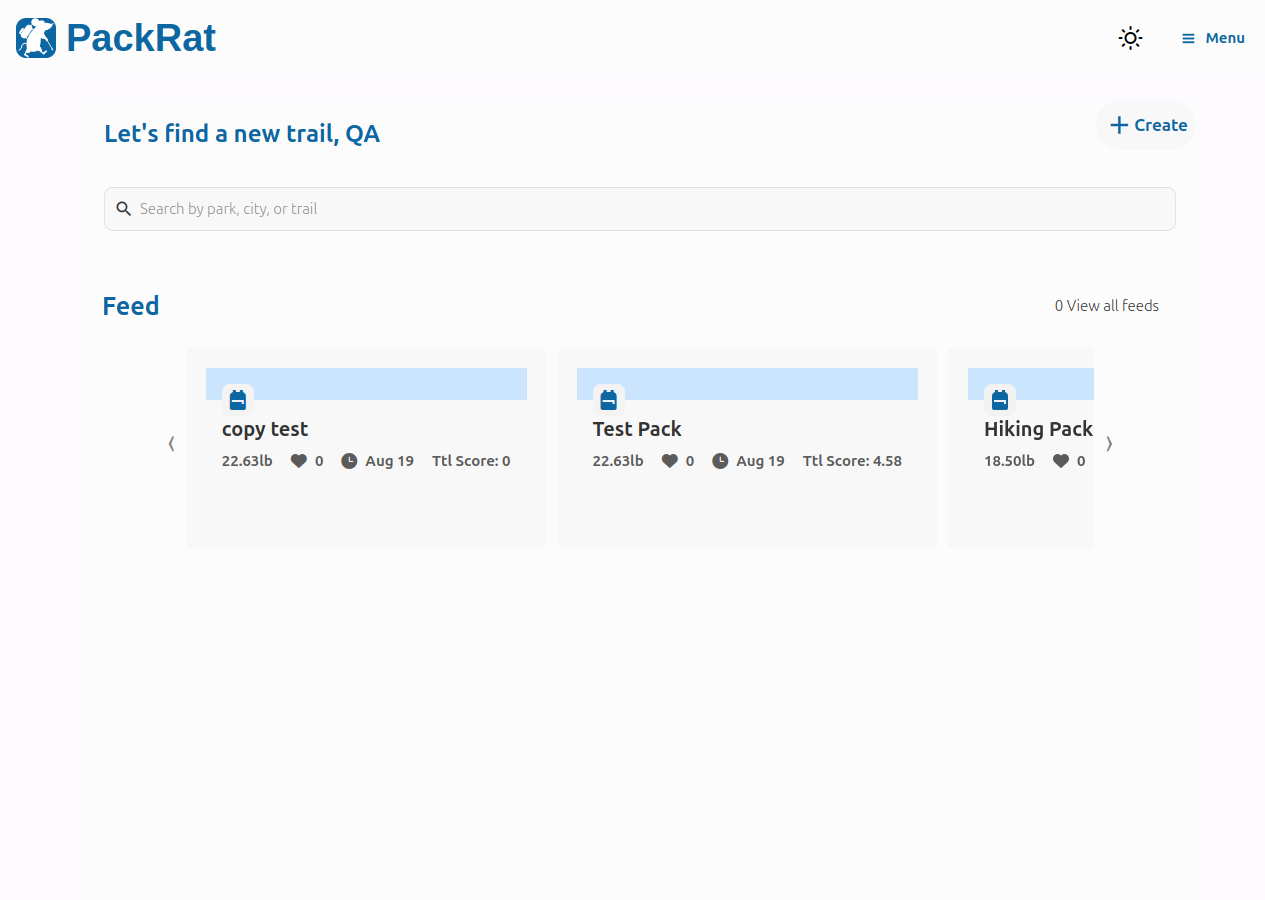 PackRat
Menu
Let's find a new trail, QA
Create
Search by park, city, or trail
Feed
0 View all feeds
copy test
22.63lb 0 Aug 19 Ttl Score: 0
Test Pack
22.63lb 0 Aug 19 Ttl Score: 4.58
Hiking Pack
18.50lb 0